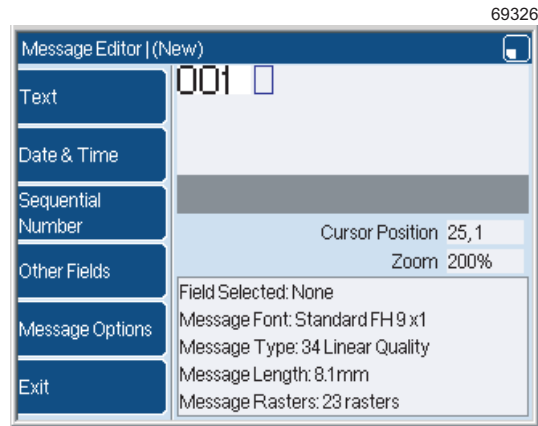 69326
Message Editor | (New)
Text
001
Date & Time
Sequential
Number
Cursor Position 25,1
Zoom 200%
Other Fields
Field Selected: None
Message Options
Message Font: Standard FH 9 x1
Message Type: 34 Linear Quality
Exit
Message Length: 8.1mm
Message Rasters: 23 rasters